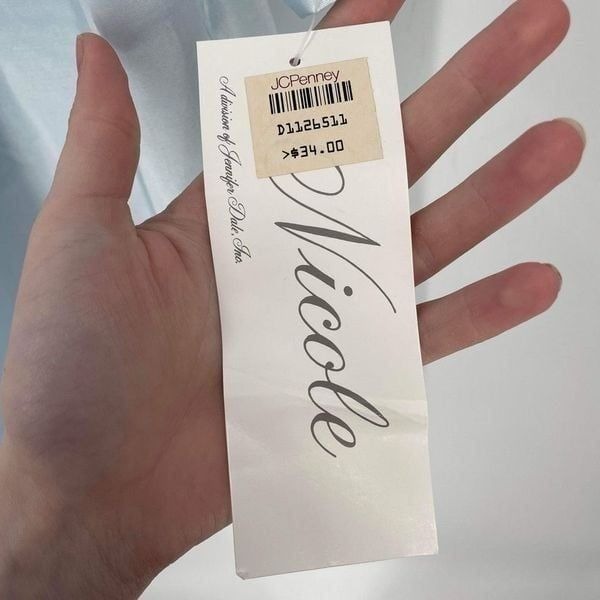 JCPenney
D1126511
>$34.00
Nicole
A division of Jennifer Dale, Inc.